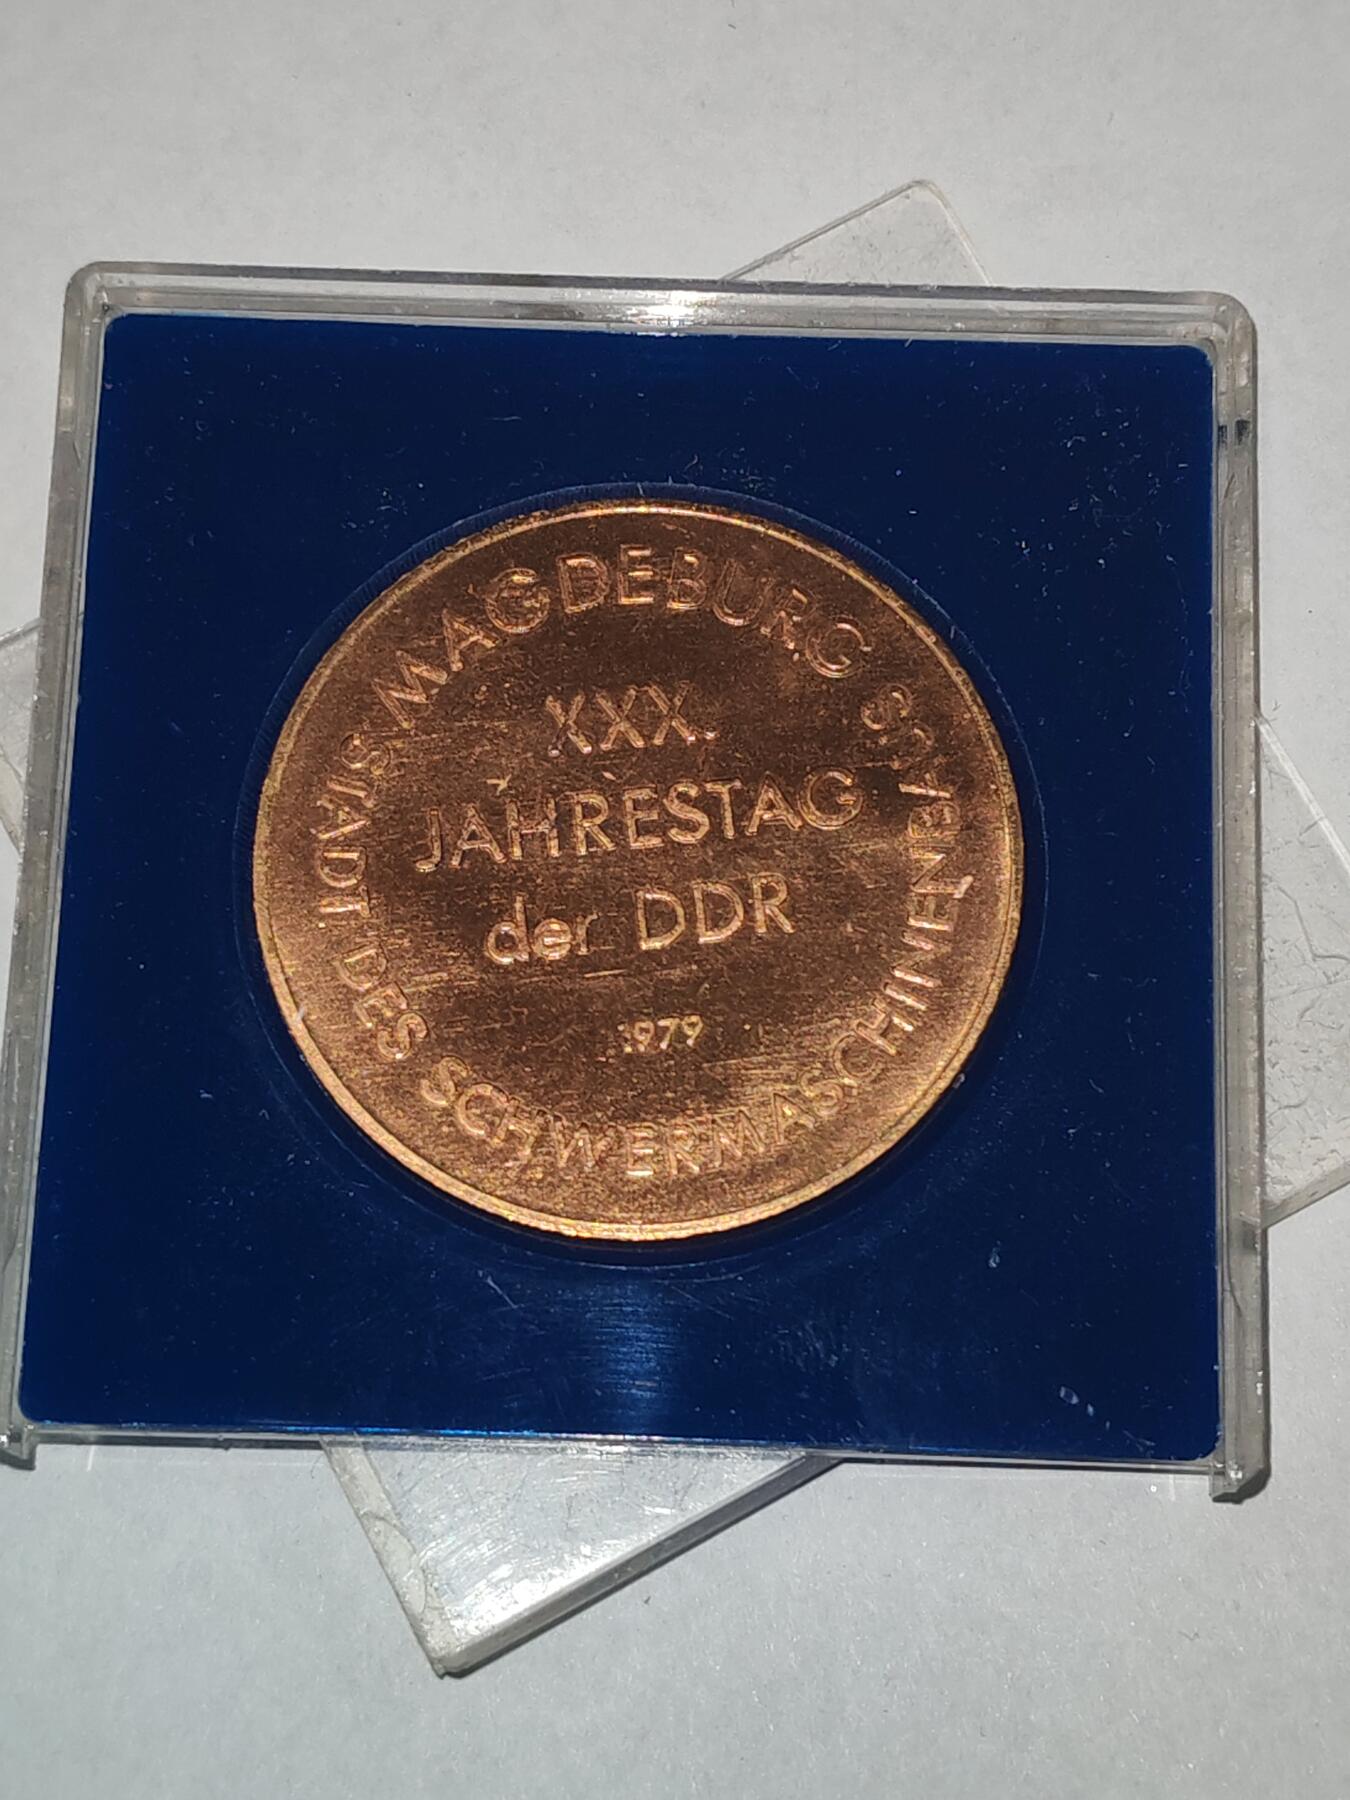 MAGDEBURG
STADT DES SCHWERMASCHINENBAUS
XXX.
JAHRESTAG
der DDR
1979